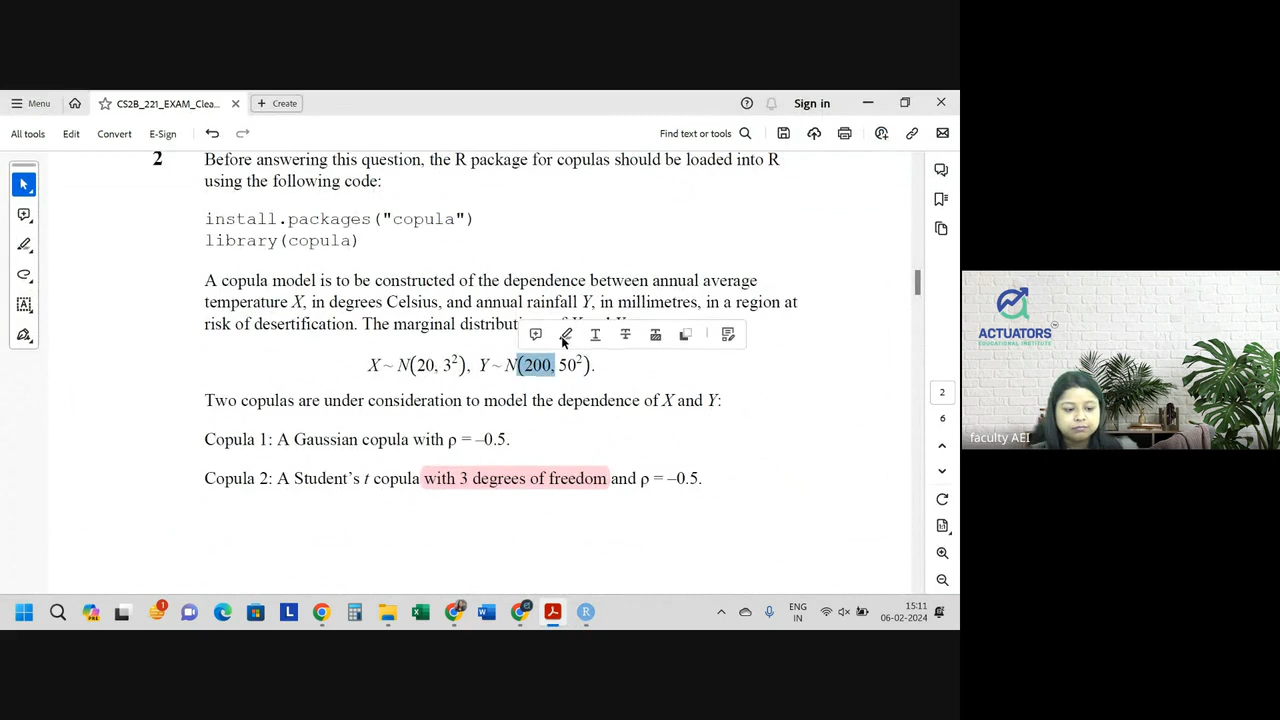 Menu
CS2B_221_EXAM_Clea...
Create
Sign in
All tools
Edit
Convert
E-Sign
Find text or tools
2
Before answering this question, the R package for copulas should be loaded into R
using the following code:
install.packages("copula")
library(copula)
A copula model is to be constructed of the dependence between annual average
temperature X, in degrees Celsius, and annual rainfall Y, in millimetres, in a region at
risk of desertification. The marginal
X ~ N(20, 3²), Y ~ N(200, 50²).
Two copulas are under consideration to model the dependence of X and Y:
Copula 1: A Gaussian copula with ρ = –0.5.
Copula 2: A Student's t copula with 3 degrees of freedom and ρ = –0.5.
2
6
ACTUATORS
EDUCATIONAL INSTITUTE
faculty AEI
1
PRE
L
R
ENG
IN
15:11
06-02-2024